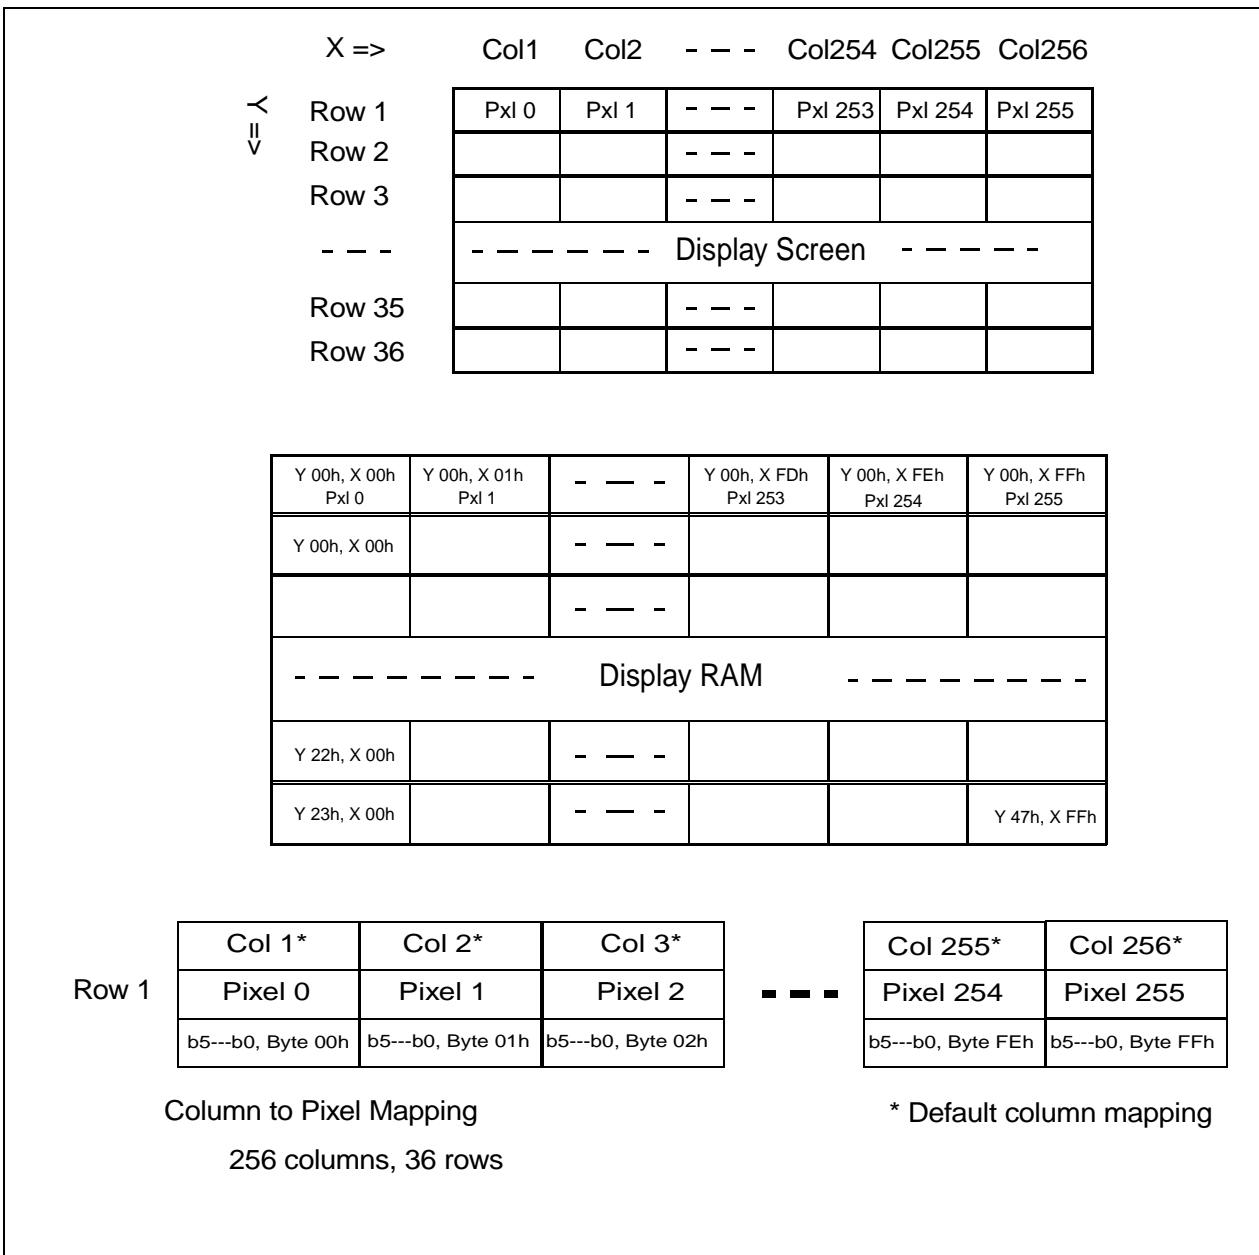 X => Col1 Col2 - — - Col254 Col255 Col256
Y =>
Row 1 Pxl 0 Pxl 1 - — - Pxl 253 Pxl 254 Pxl 255
Row 2 - — -
Row 3 - — -
- — - - — — — — — - Display Screen - — — — — -
Row 35 - — -
Row 36 - — -
Y 00h, X 00h Y 00h, X 01h - — - Y 00h, X FDh Y 00h, X FEh Y 00h, X FFh
Pxl 0 Pxl 1 Pxl 253 Pxl 254 Pxl 255
Y 00h, X 00h - — -
- — -
- — — — — — — — - Display RAM - — — — — — — — -
Y 22h, X 00h - — -
Y 23h, X 00h - — - Y 47h, X FFh
Col 1* Col 2* Col 3* Col 255* Col 256*
Row 1 Pixel 0 Pixel 1 Pixel 2 - — - Pixel 254 Pixel 255
b5---b0, Byte 00h b5---b0, Byte 01h b5---b0, Byte 02h b5---b0, Byte FEh b5---b0, Byte FFh
Column to Pixel Mapping * Default column mapping
256 columns, 36 rows